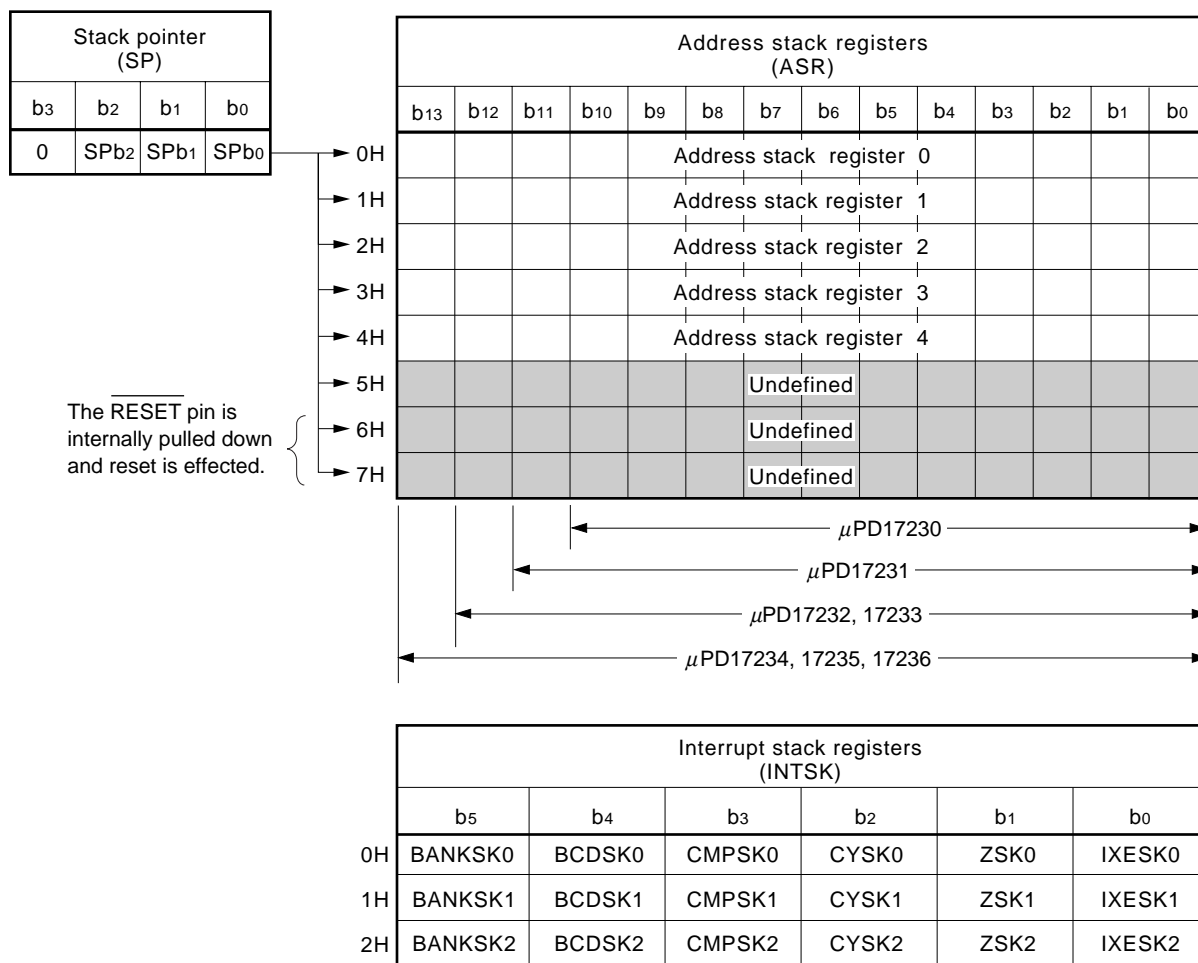 Stack pointer
(SP)
b3 b2 b1 b0
0 SPb2 SPb1 SPb0
Address stack registers
(ASR)
b13 b12 b11 b10 b9 b8 b7 b6 b5 b4 b3 b2 b1 b0
0H Address stack register 0
1H Address stack register 1
2H Address stack register 2
3H Address stack register 3
4H Address stack register 4
5H Undefined
6H Undefined
7H Undefined
The RESET pin is
internally pulled down
and reset is effected.
μPD17230
μPD17231
μPD17232, 17233
μPD17234, 17235, 17236
Interrupt stack registers
(INTSK)
b5 b4 b3 b2 b1 b0
0H BANKSK0 BCDSK0 CMPSK0 CYSK0 ZSK0 IXESK0
1H BANKSK1 BCDSK1 CMPSK1 CYSK1 ZSK1 IXESK1
2H BANKSK2 BCDSK2 CMPSK2 CYSK2 ZSK2 IXESK2